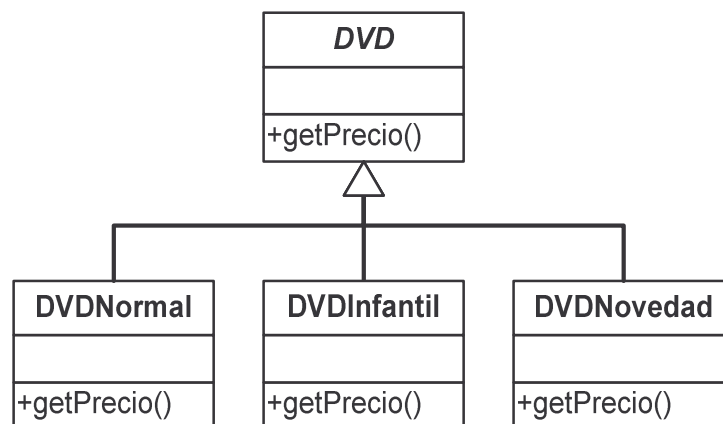 DVD
+getPrecio()
DVDNormal
+getPrecio()
DVDInfantil
+getPrecio()
DVDNovedad
+getPrecio()